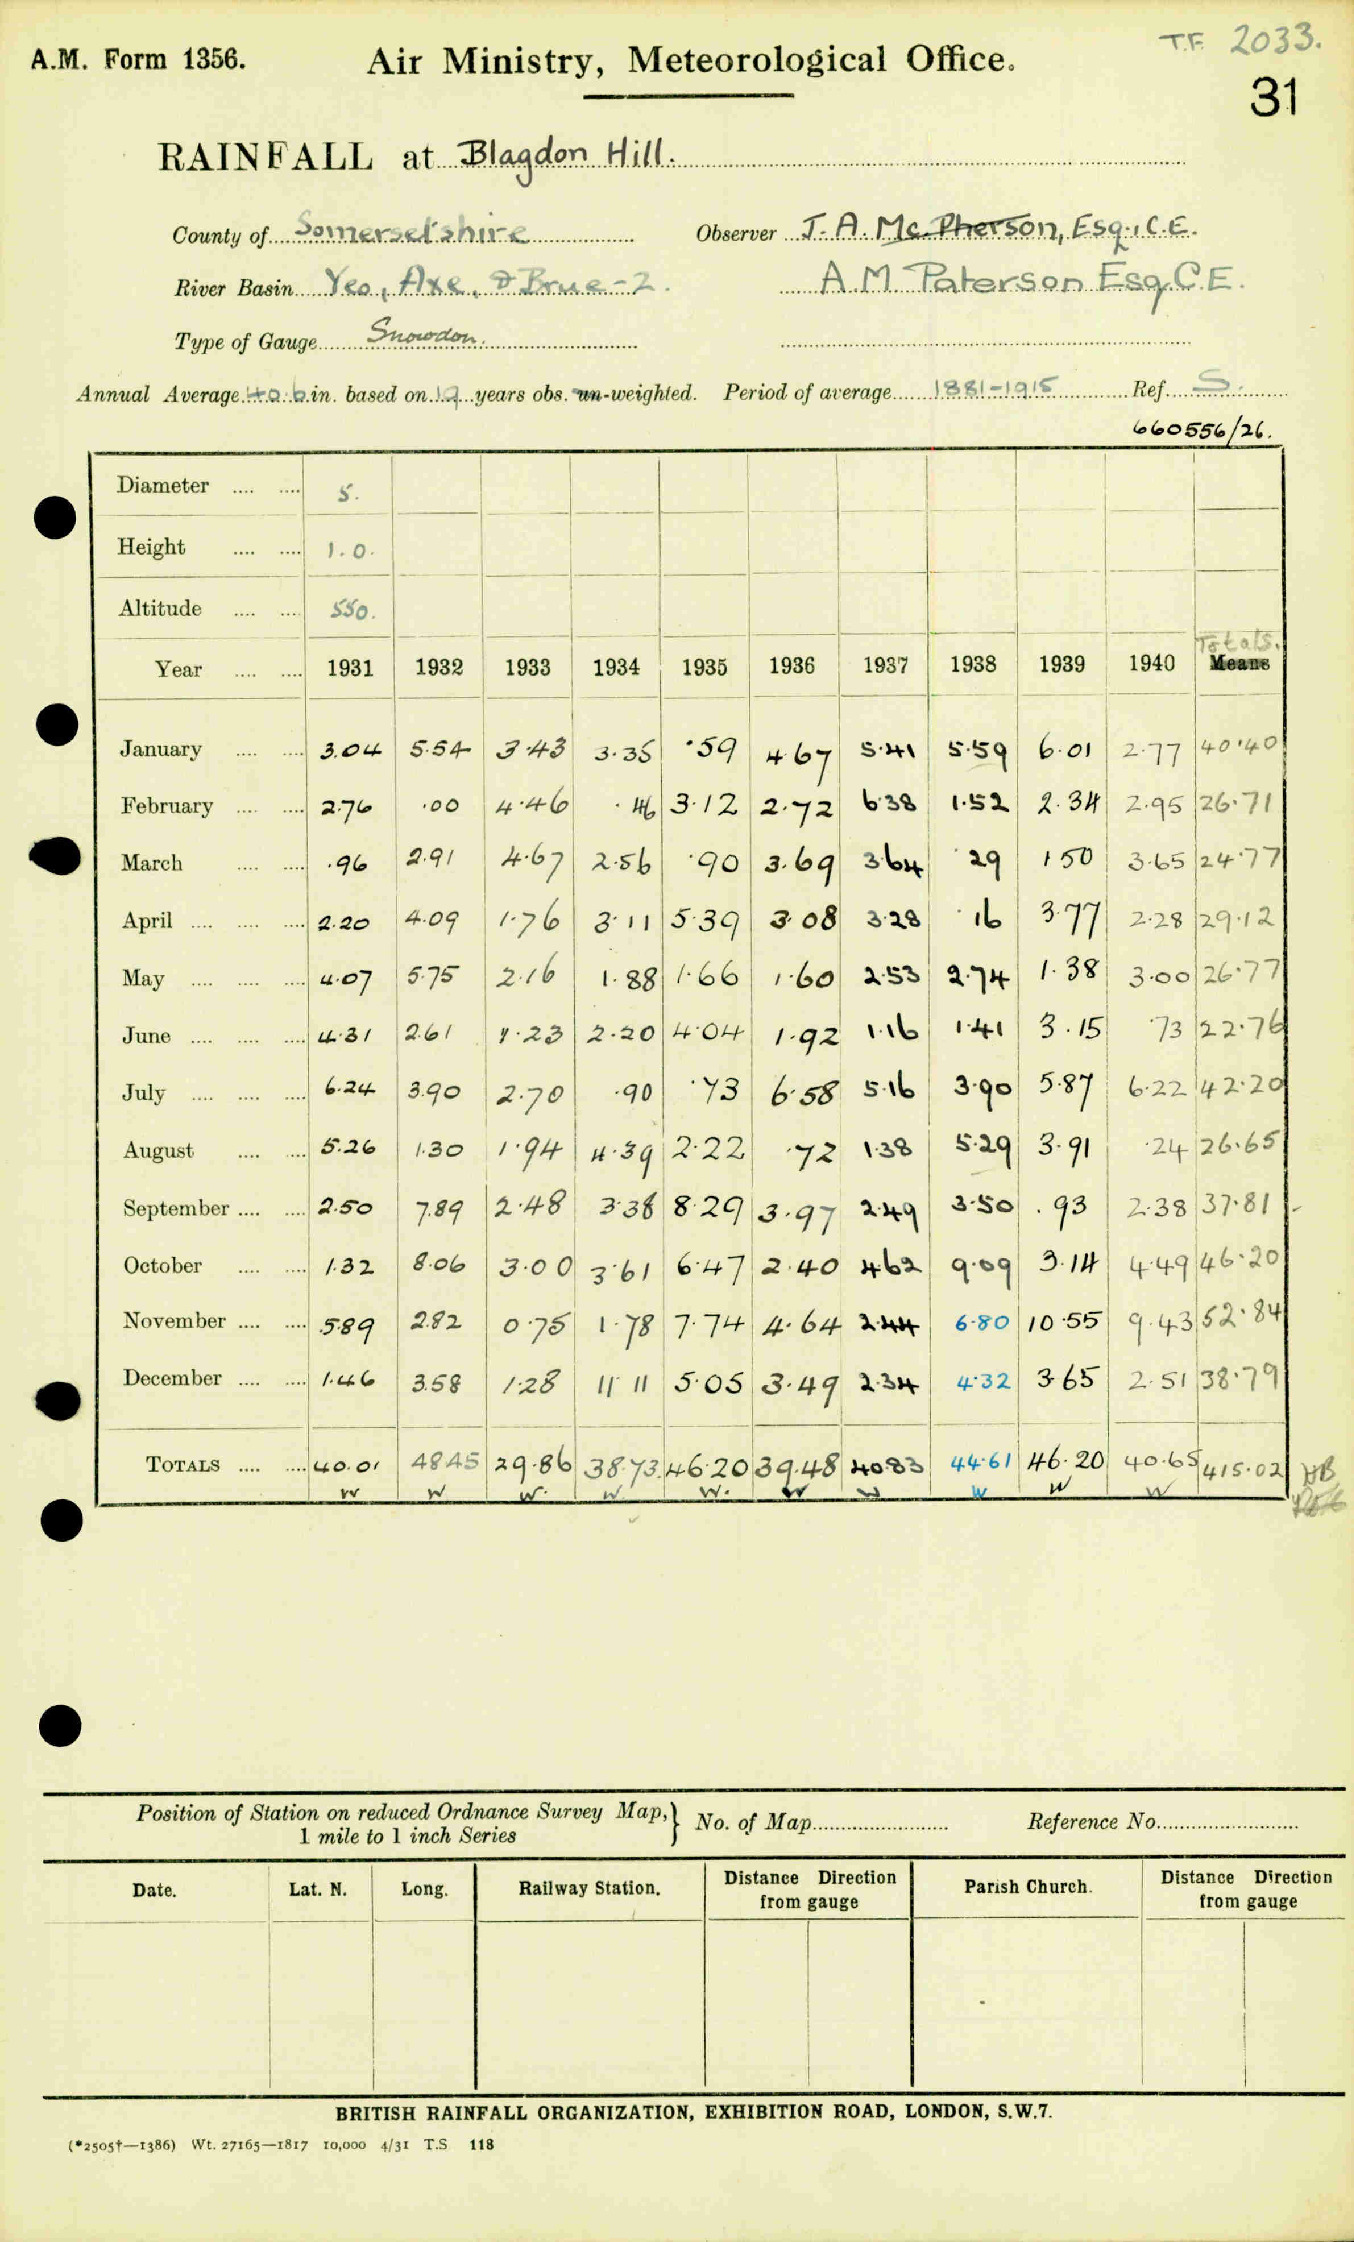 A.M. Form 1356. Air Ministry, Meteorological Office. T.F. 2033.
31
RAINFALL at Blagdon Hill.
County of Somersetshire Observer J. A. Mc. Pherson, Esq., C.E.
River Basin Yeo, Axe, & Brue-2. A.M. Paterson Esq. C.E.
Type of Gauge Snowdon.
Annual Average 40.6 in. based on 19 years obs. un-weighted. Period of average 1881-1915 Ref. S.
660556/26.
Diameter 5.
Height 1.0.
Altitude 550.
Totals.
Year 1931 1932 1933 1934 1935 1936 1937 1938 1939 1940 Means
January 3.04 5.54 3.43 3.35 .59 4.67 5.41 5.59 6.01 2.77 40.40
February 2.76 .00 4.46 .46 3.12 2.72 6.38 1.52 2.34 2.95 26.71
March .96 2.91 4.67 2.56 .90 3.69 3.64 .29 1.50 3.65 24.77
April 2.20 4.09 1.76 3.11 5.39 3.08 3.28 .16 3.77 2.28 29.12
May 4.07 5.75 2.16 1.88 1.66 1.60 2.53 2.74 1.38 3.00 26.77
June 4.31 2.61 1.23 2.20 4.04 1.92 1.16 1.41 3.15 .73 22.76
July 6.24 3.90 2.70 .90 .73 6.58 5.16 3.90 5.87 6.22 42.20
August 5.26 1.30 1.94 4.39 2.22 .72 1.38 5.29 3.91 .24 26.65
September 2.50 7.89 2.48 3.38 8.29 3.97 2.49 3.50 .93 2.38 37.81
October 1.32 8.06 3.00 3.61 6.47 2.40 4.62 9.09 3.14 4.49 46.20
November 5.89 2.82 0.75 1.78 7.74 4.64 2.44 6.80 10.55 9.43 52.84
December 1.46 3.58 1.28 11.11 5.05 3.49 2.34 4.32 3.65 2.51 38.79
TOTALS 40.01 48.45 29.86 38.73 46.20 39.48 40.83 44.61 46.20 40.65 415.02 HB
W W W. W W. W W W W W
Position of Station on reduced Ordnance Survey Map,} No. of Map Reference No.
1 mile to 1 inch Series
Date. Lat. N. Long. Railway Station. Distance Direction from gauge Parish Church. Distance Direction from gauge
BRITISH RAINFALL ORGANIZATION, EXHIBITION ROAD, LONDON, S.W.7.
(*2505†—1386) Wt. 27165—1817 10,000 4/31 T.S 118